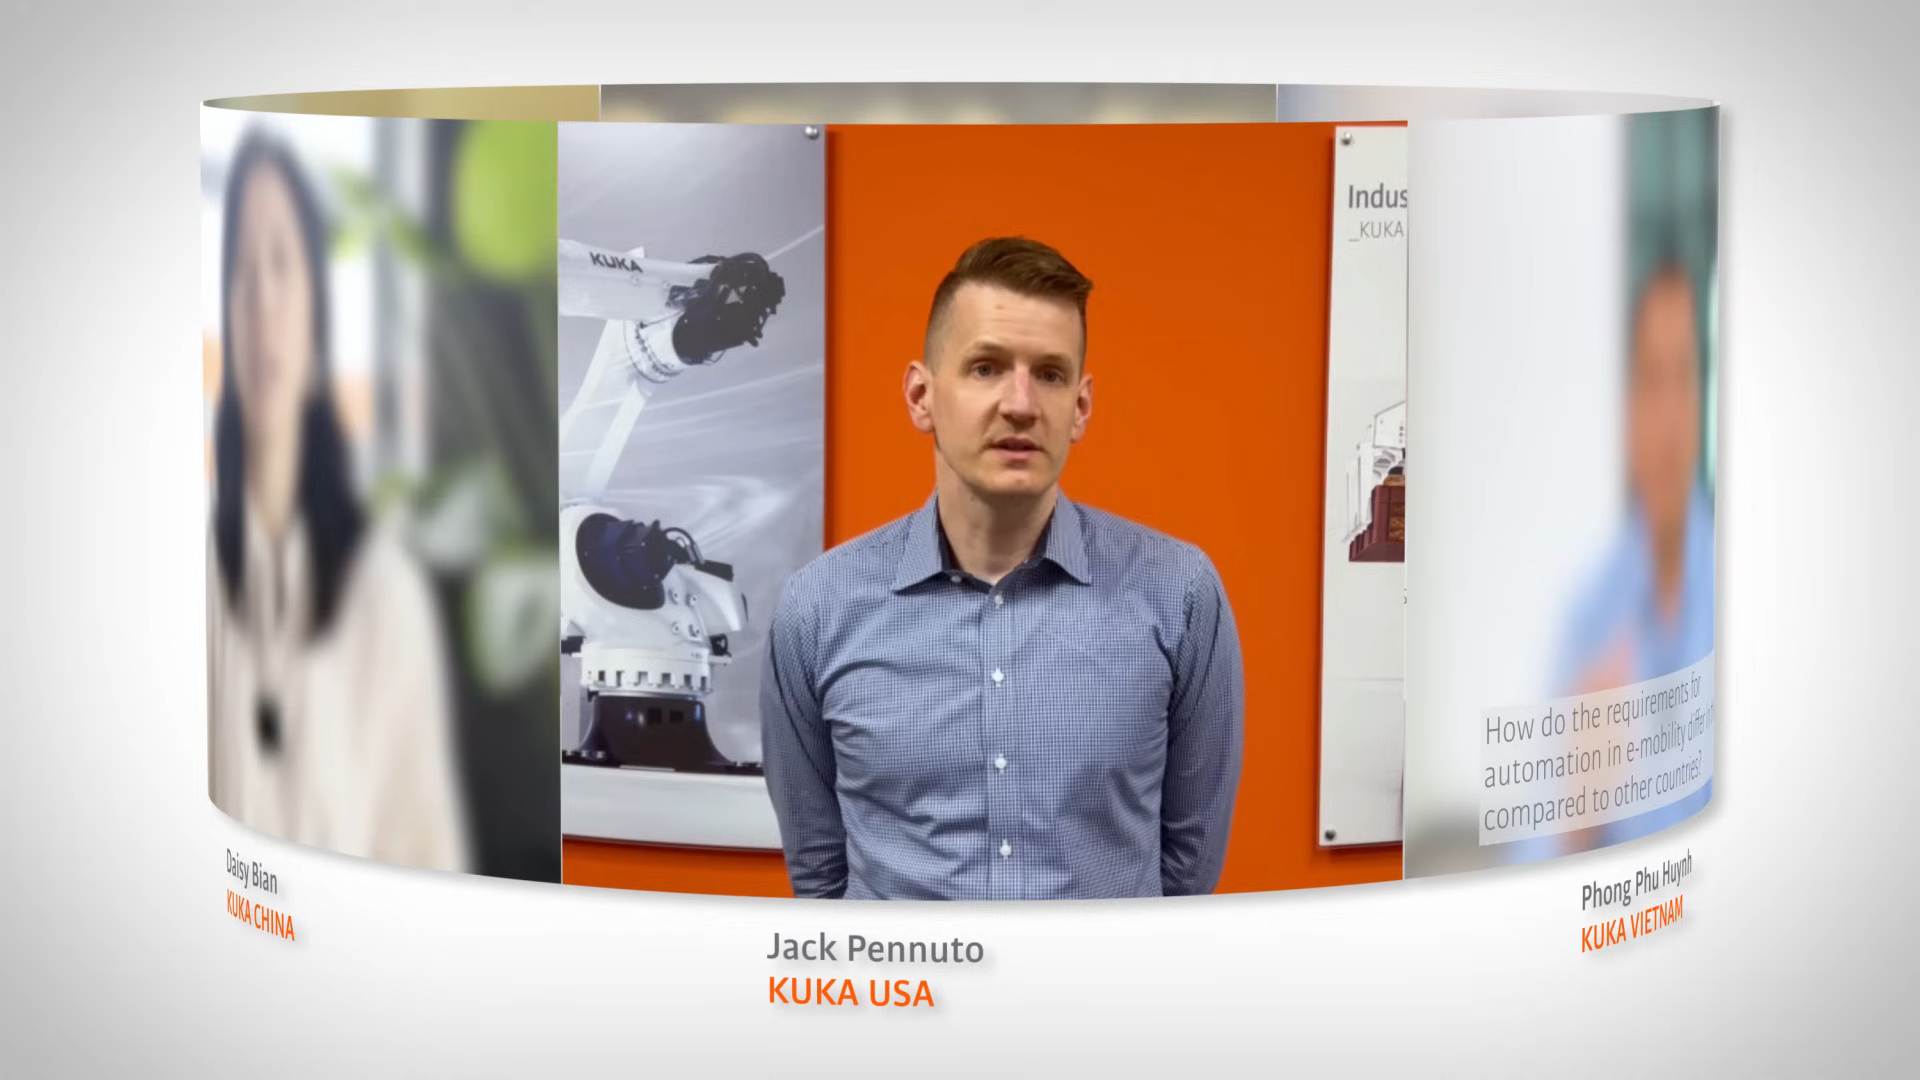 KUKA
Indus
_KUKA
How do the requirements for
automation in e-mobility differ
compared to other countries?
Daisy Bian
KUKA CHINA
Jack Pennuto
KUKA USA
Phong Phu Huynh
KUKA VIETNAM